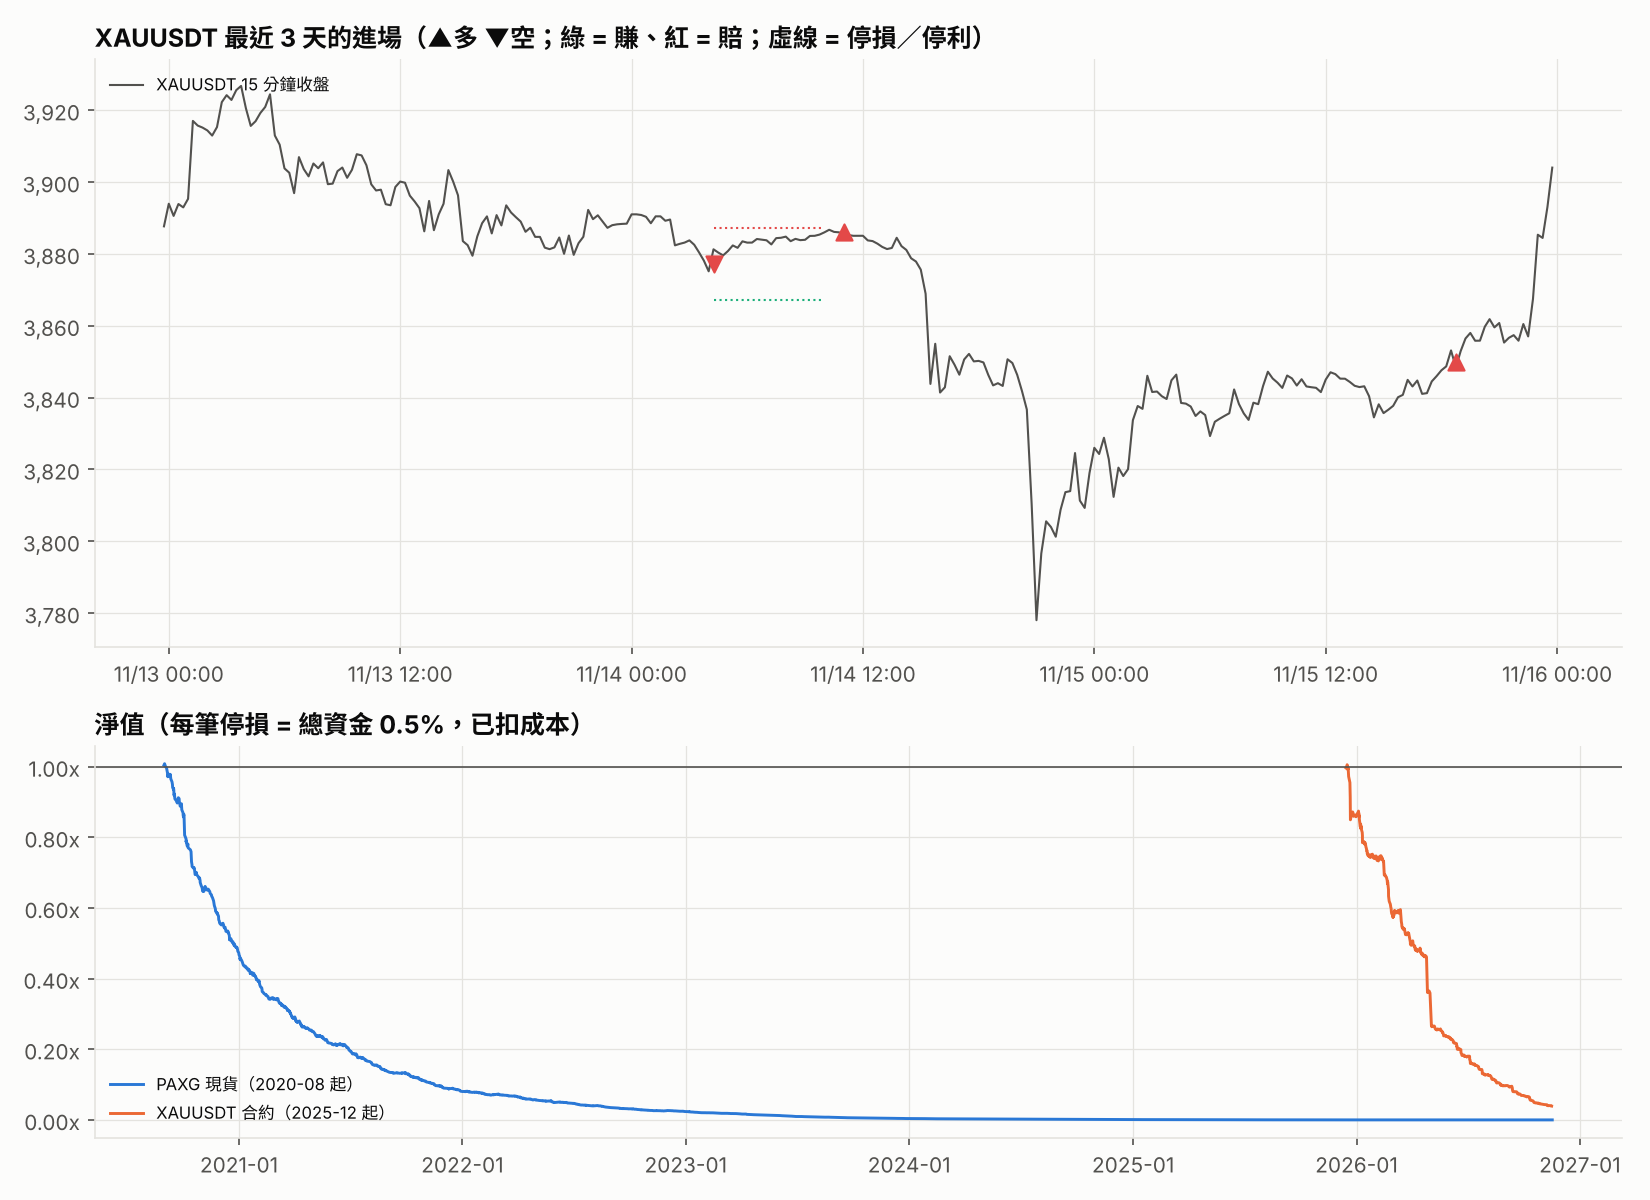 XAUUSDT 最近 3 天的進場（▲多 ▼空；綠 = 賺、紅 = 賠；虛線 = 停損／停利）
XAUUSDT 15 分鐘收盤
3,920
3,900
3,880
3,860
3,840
3,820
3,800
3,780
11/13 00:00
11/13 12:00
11/14 00:00
11/14 12:00
11/15 00:00
11/15 12:00
11/16 00:00
淨值（每筆停損 = 總資金 0.5%，已扣成本）
1.00x
0.80x
0.60x
0.40x
0.20x
0.00x
PAXG 現貨（2020-08 起）
XAUUSDT 合約（2025-12 起）
2021-01
2022-01
2023-01
2024-01
2025-01
2026-01
2027-01